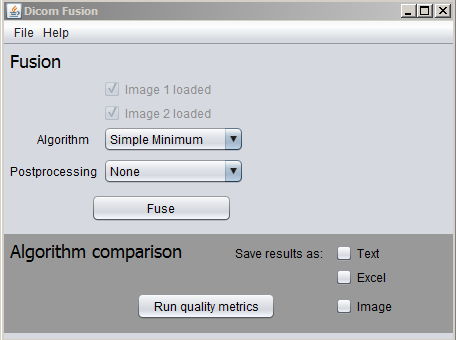 Dicom Fusion
File Help
Fusion
Image 1 loaded
Image 2 loaded
Algorithm Simple Minimum
Postprocessing None
Fuse
Algorithm comparison Save results as: Text
Excel
Run quality metrics Image